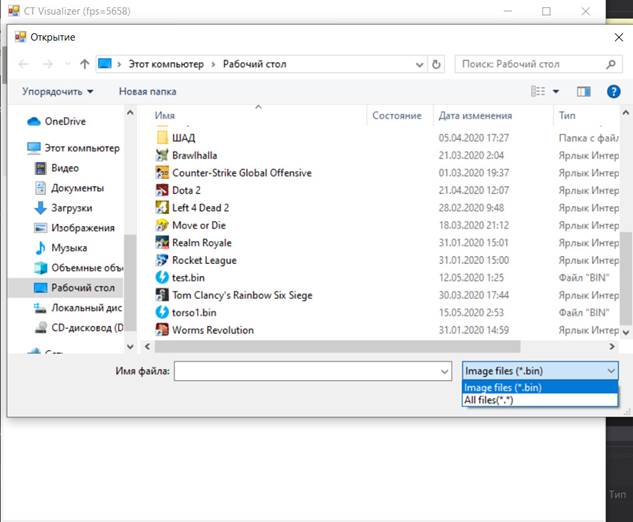 CT Visualizer (fps=5658)
Открытие
Этот компьютер > Рабочий стол
Поиск: Рабочий стол
Упорядочить Новая папка
Имя Состояние Дата изменения Тип
ШАД 05.04.2020 17:27 Папка с файл
Brawlhalla 21.03.2020 2:04 Ярлык Интер
Counter-Strike Global Offensive 01.03.2020 19:37 Ярлык Интер
Dota 2 21.04.2020 12:07 Ярлык Интер
Left 4 Dead 2 28.02.2020 9:48 Ярлык Интер
Move or Die 18.03.2020 21:12 Ярлык Интер
Realm Royale 31.01.2020 15:01 Ярлык Интер
Rocket League 31.01.2020 15:00 Ярлык Интер
test.bin 12.05.2020 1:25 Файл "BIN"
Tom Clancy's Rainbow Six Siege 30.03.2020 17:44 Ярлык Интер
torso1.bin 15.05.2020 2:53 Файл "BIN"
Worms Revolution 31.01.2020 14:59 Ярлык Интер
OneDrive
Этот компьютер
Видео
Документы
Загрузки
Изображения
Музыка
Объемные объ
Рабочий стол
Локальный дис
CD-дисковод (D
Имя файла:
Image files (*.bin)
Image files (*.bin)
All files(*.*)
Тип